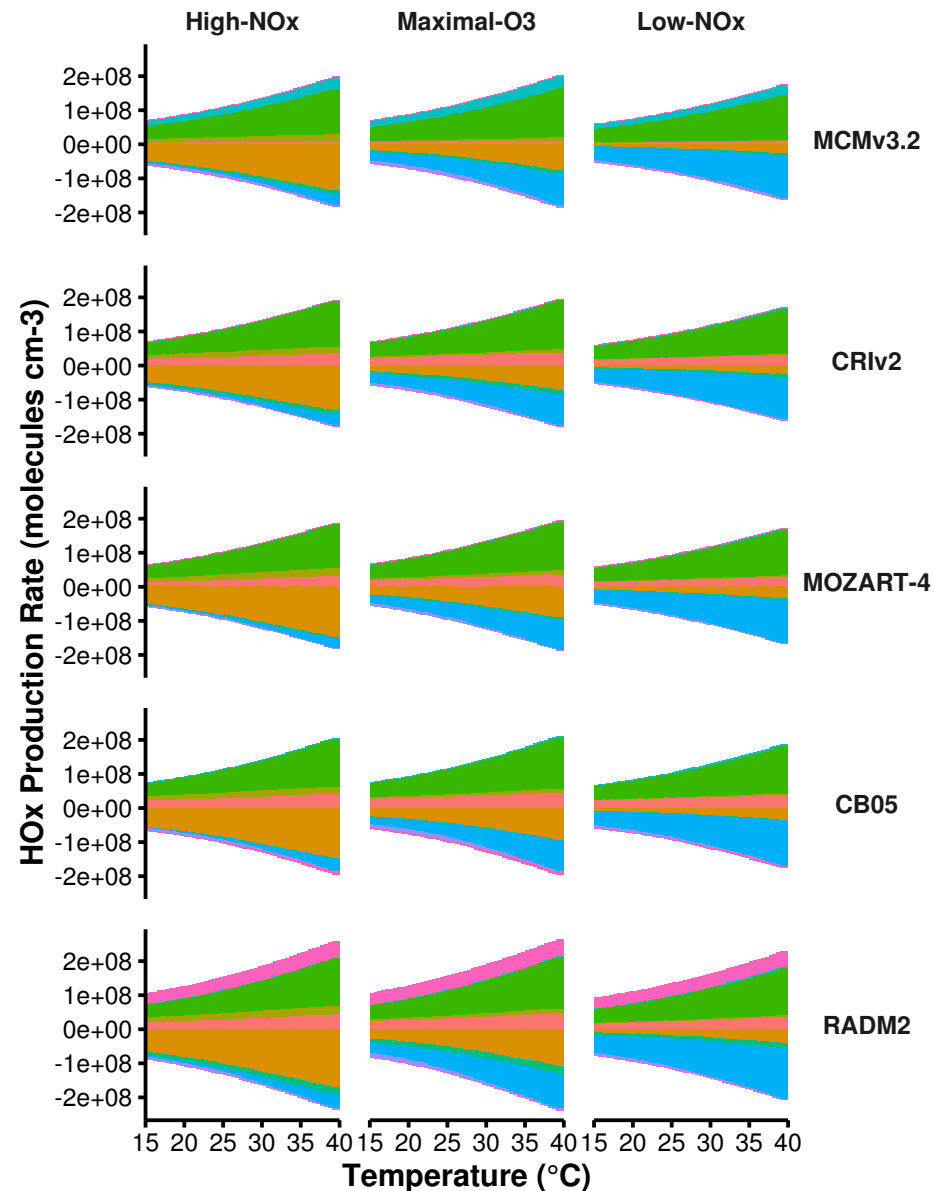 High-NOx Maximal-O3 Low-NOx
HOx Production Rate (molecules cm-3)
2e+08
1e+08
0e+00
-1e+08
-2e+08
MCMv3.2
2e+08
1e+08
0e+00
-1e+08
-2e+08
CRIv2
2e+08
1e+08
0e+00
-1e+08
-2e+08
MOZART-4
2e+08
1e+08
0e+00
-1e+08
-2e+08
CB05
2e+08
1e+08
0e+00
-1e+08
-2e+08
RADM2
15 20 25 30 35 40 15 20 25 30 35 40 15 20 25 30 35 40
Temperature (°C)